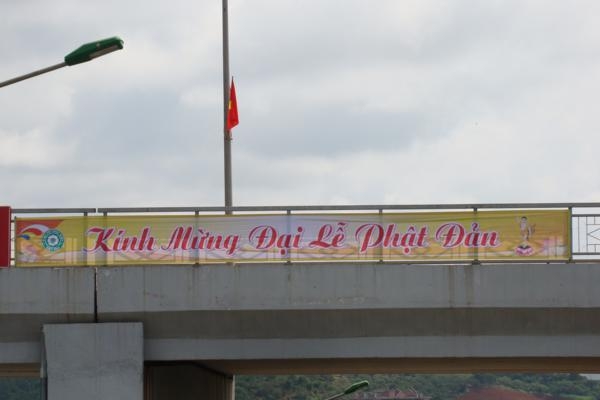 Kính Mừng Đại Lễ Phật Đản